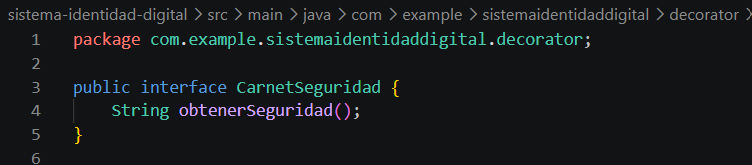 sistema-identidad-digital > src > main > java > com > example > sistemaidentidaddigital > decorator >
1 package com.example.sistemaidentidaddigital.decorator;
2
3 public interface CarnetSeguridad {
4 String obtenerSeguridad();
5 }
6